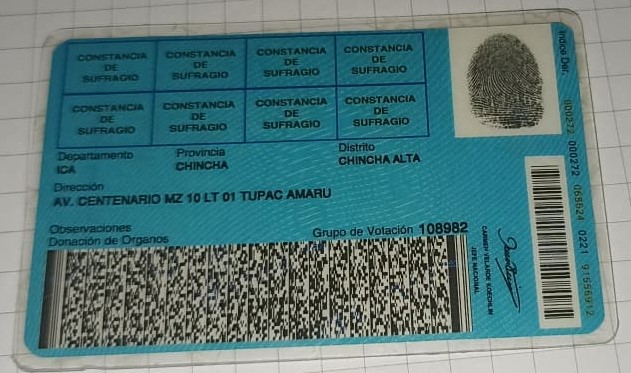 CONSTANCIA DE SUFRAGIO
CONSTANCIA DE SUFRAGIO
CONSTANCIA DE SUFRAGIO
CONSTANCIA DE SUFRAGIO
CONSTANCIA DE SUFRAGIO
CONSTANCIA DE SUFRAGIO
CONSTANCIA DE SUFRAGIO
CONSTANCIA DE SUFRAGIO
Indice Der.
Departamento Provincia Distrito
ICA CHINCHA CHINCHA ALTA
Dirección
AV. CENTENARIO MZ 10 LT 01 TUPAC AMARU
Observaciones
Donación de Organos
Grupo de Votación 108982
CARMEN VELARDE KOECHLIN
JEFE NACIONAL
000272 000272 0221